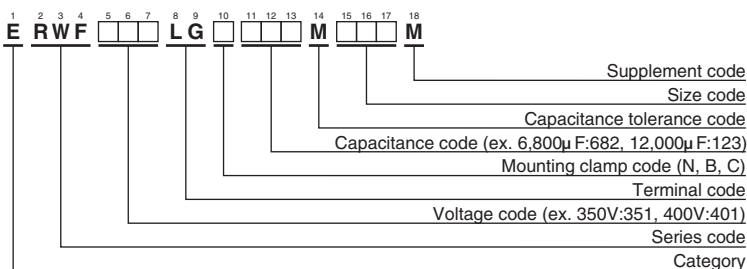 1 2 3 4 5 6 7 8 9 10 11 12 13 14 15 16 17 18
E RWF LG M M
Supplement code
Size code
Capacitance tolerance code
Capacitance code (ex. 6,800μF:682, 12,000μF:123)
Mounting clamp code (N, B, C)
Terminal code
Voltage code (ex. 350V:351, 400V:401)
Series code
Category